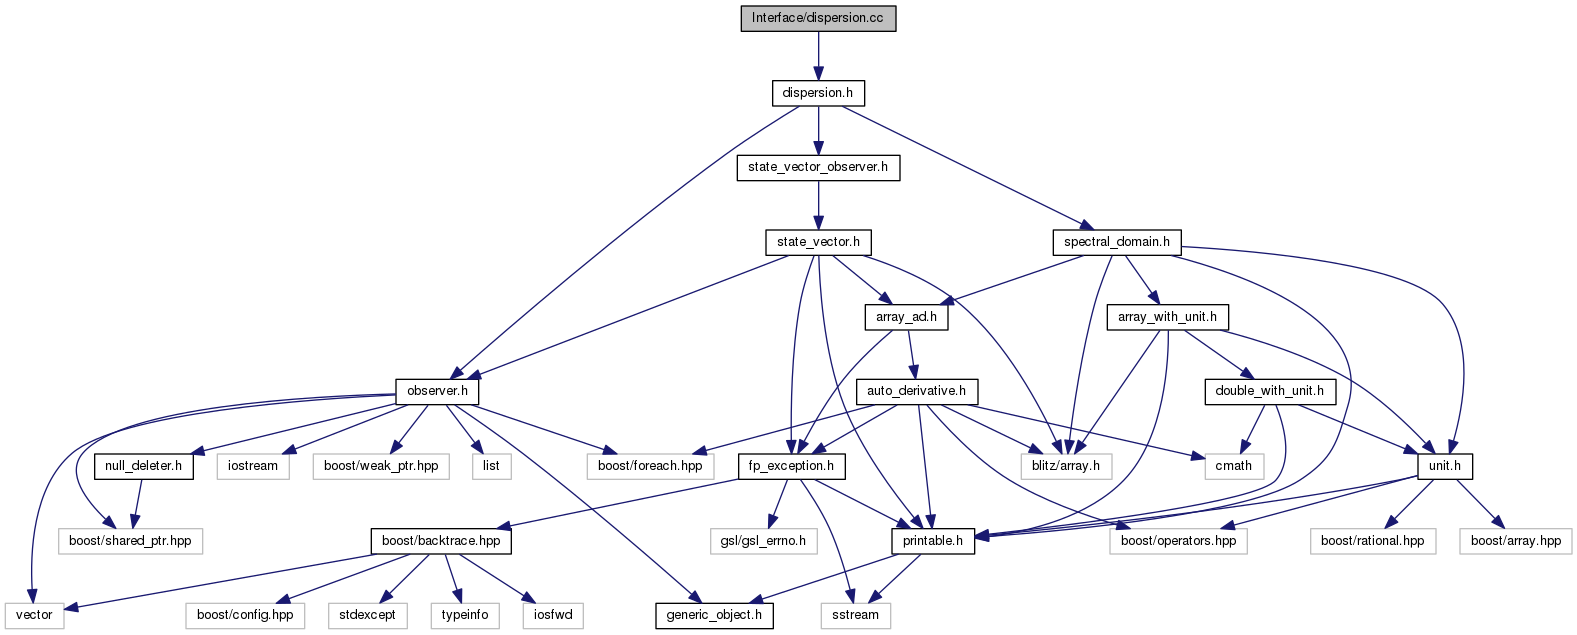 Interface/dispersion.cc
dispersion.h
state_vector_observer.h
state_vector.h
spectral_domain.h
array_ad.h
array_with_unit.h
observer.h
auto_derivative.h
double_with_unit.h
null_deleter.h
iostream
boost/weak_ptr.hpp
list
boost/foreach.hpp
fp_exception.h
blitz/array.h
cmath
unit.h
boost/shared_ptr.hpp
boost/backtrace.hpp
gsl/gsl_errno.h
printable.h
boost/operators.hpp
boost/rational.hpp
boost/array.hpp
vector
boost/config.hpp
stdexcept
typeinfo
iosfwd
generic_object.h
sstream